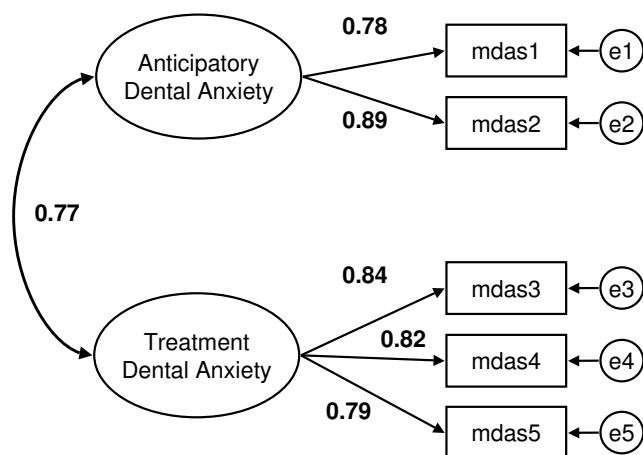 0.78
Anticipatory
Dental Anxiety
mdas1
e1
mdas2
e2
0.89
0.77
0.84
mdas3
e3
Treatment
Dental Anxiety
0.82
mdas4
e4
0.79
mdas5
e5